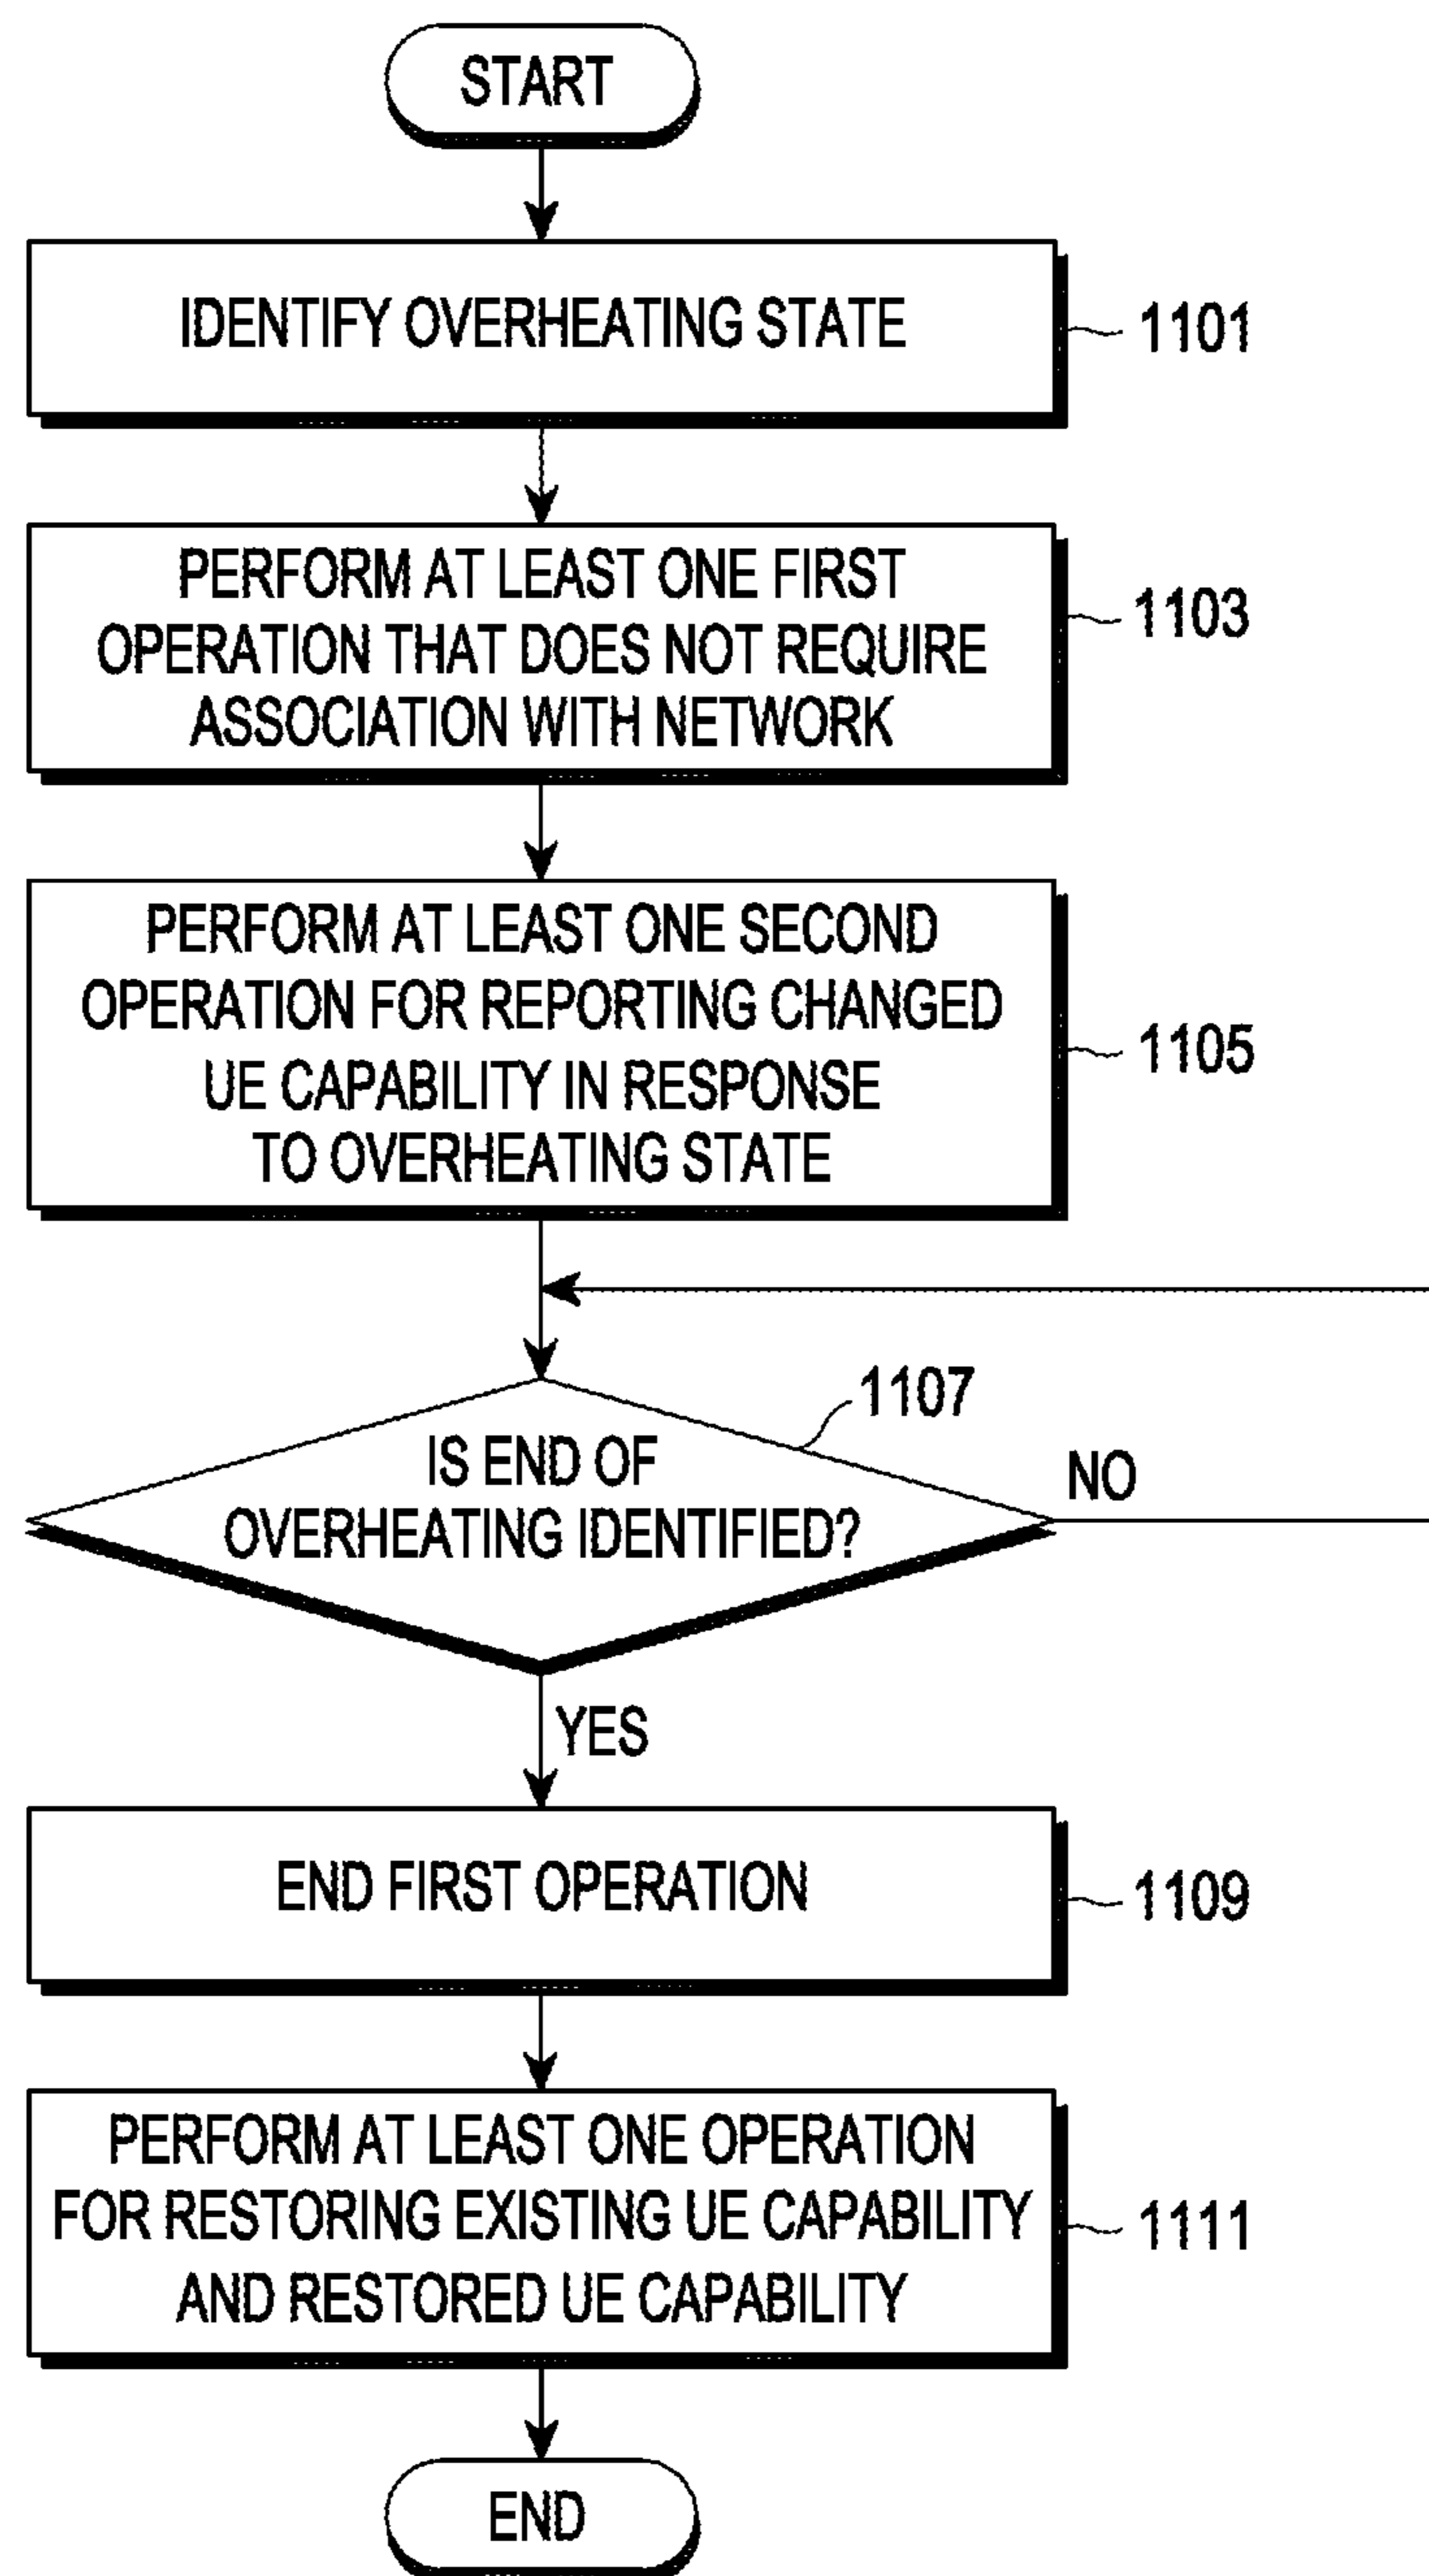 START
IDENTIFY OVERHEATING STATE
1101
PERFORM AT LEAST ONE FIRST
OPERATION THAT DOES NOT REQUIRE
ASSOCIATION WITH NETWORK
1103
PERFORM AT LEAST ONE SECOND
OPERATION FOR REPORTING CHANGED
UE CAPABILITY IN RESPONSE
TO OVERHEATING STATE
1105
1107
IS END OF
OVERHEATING IDENTIFIED?
NO
YES
END FIRST OPERATION
1109
PERFORM AT LEAST ONE OPERATION
FOR RESTORING EXISTING UE CAPABILITY
AND RESTORED UE CAPABILITY
1111
END